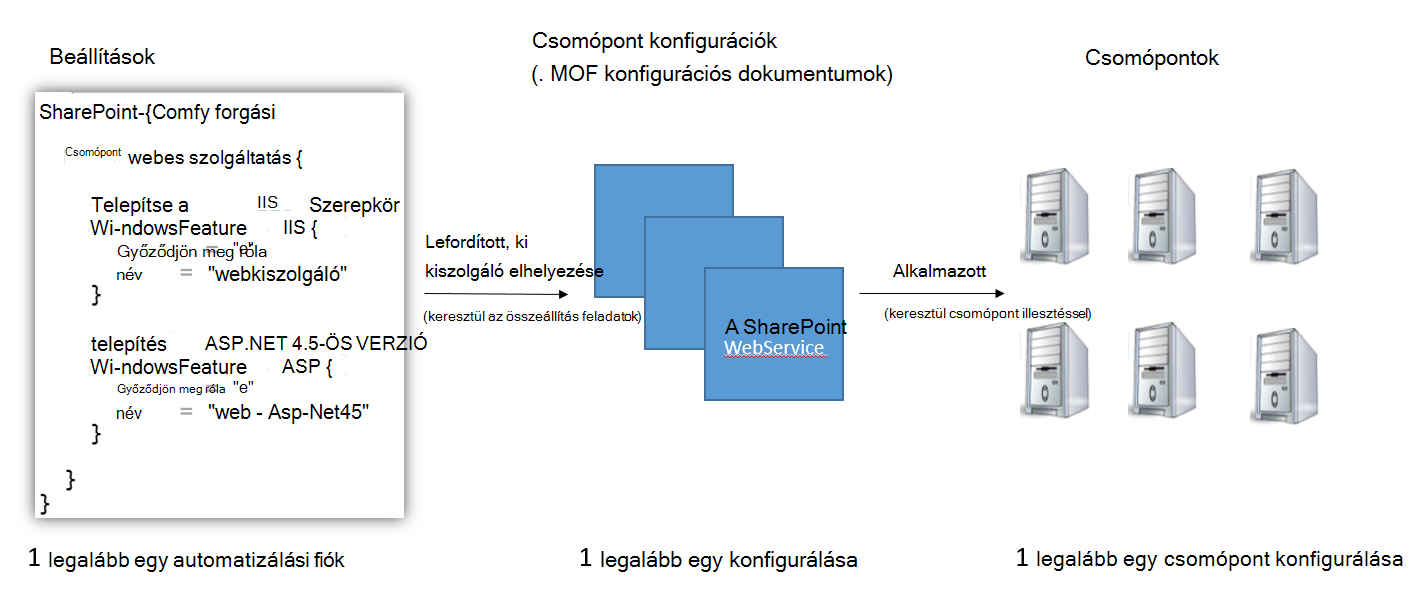 Beállítások
SharePoint-{Comfy forgási
Csomópont webes szolgáltatás {
Telepítse a IIS Szerepkör
Wi-ndowsFeature IIS {
Győződjön meg róla = "e"
név = "webkiszolgáló"
}
telepítés ASP.NET 4.5-ÖS VERZIÓ
Wi-ndowsFeature ASP {
Győződjön meg róla = "e"
név = "web - Asp-Net45"
}
}
}
1 legalább egy automatizálási fiók
Lefordított, ki
kiszolgáló elhelyezése
(keresztül az összeállítás feladatok)
Csomópont konfigurációk
(. MOF konfigurációs dokumentumok)
A SharePoint
WebService
1 legalább egy konfigurálása
Alkalmazott
(keresztül csomópont illesztéssel)
Csomópontok
1 legalább egy csomópont konfigurálása